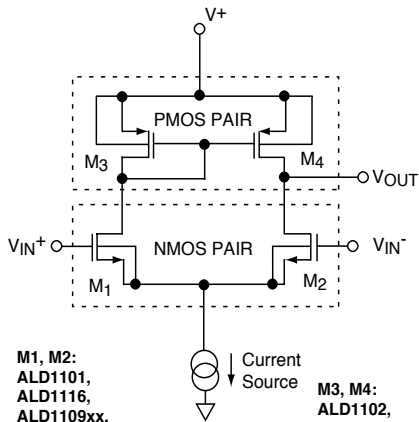 V+
PMOS PAIR
M3
M4
VOUT
VIN+
NMOS PAIR
VIN-
M1
M2
Current
Source
M1, M2:
ALD1101,
ALD1116,
ALD1109xx.
M3, M4:
ALD1102,